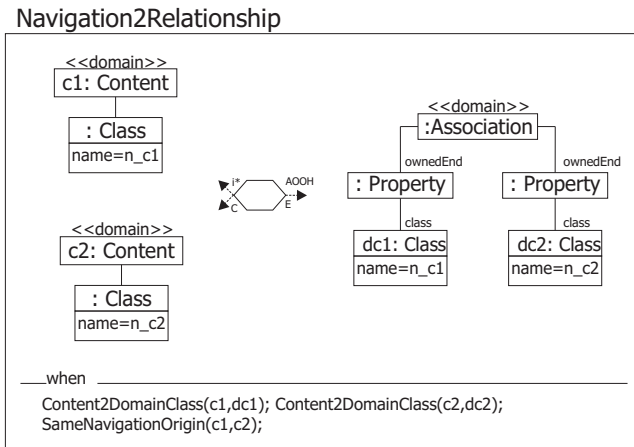 Navigation2Relationship
<<domain>>
c1: Content
: Class
name=n_c1
<<domain>>
c2: Content
: Class
name=n_c2
i*
C
AOOH
E
<<domain>>
:Association
ownedEnd
ownedEnd
: Property
: Property
class
class
dc1: Class
name=n_c1
dc2: Class
name=n_c2
when
Content2DomainClass(c1,dc1); Content2DomainClass(c2,dc2);
SameNavigationOrigin(c1,c2);